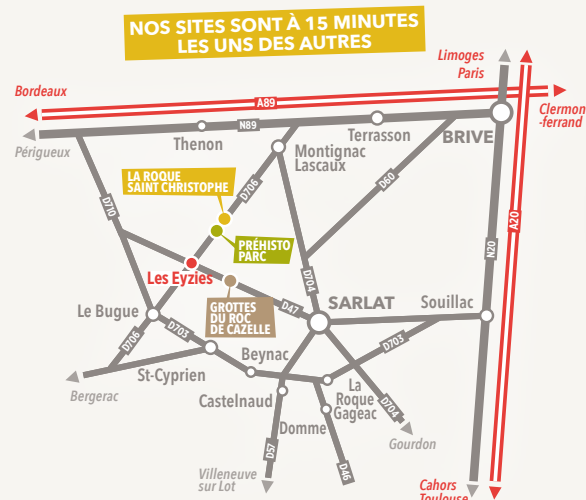 NOS SITES SONT À 15 MINUTES
LES UNS DES AUTRES
Limoges
Paris
Bordeaux
A89
Clermon
-ferrand
N89
Périgueux
Thenon
Terrasson
BRIVE
Montignac
Lascaux
LA ROQUE
SAINT CHRISTOPHE
D706
D60
D710
A20
PRÉHISTO
PARC
N20
Les Eyzies
D704
GROTTES
DU ROC
DE CAZELLE
D47
SARLAT
Souillac
Le Bugue
D703
D706
D703
Beynac
St-Cyprien
Bergerac
La
Roque
Gageac
Castelnaud
D704
Domme
Gourdon
D57
D46
Villeneuve
sur Lot
Cahors
Toulouse